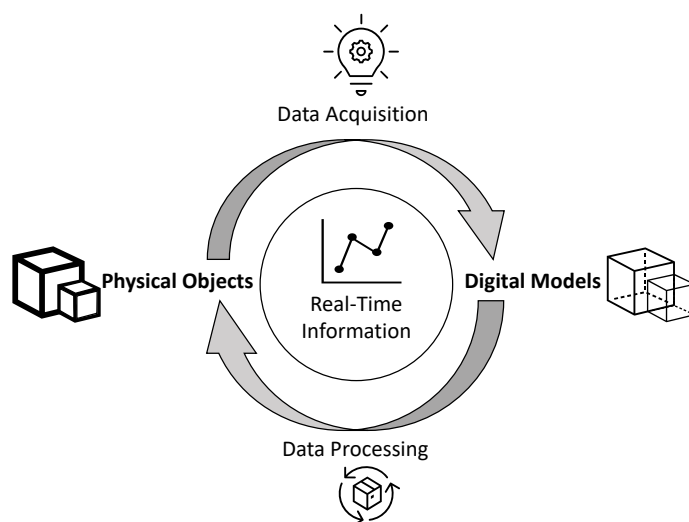 Data Acquisition
Physical Objects
Real-Time
Information
Digital Models
Data Processing